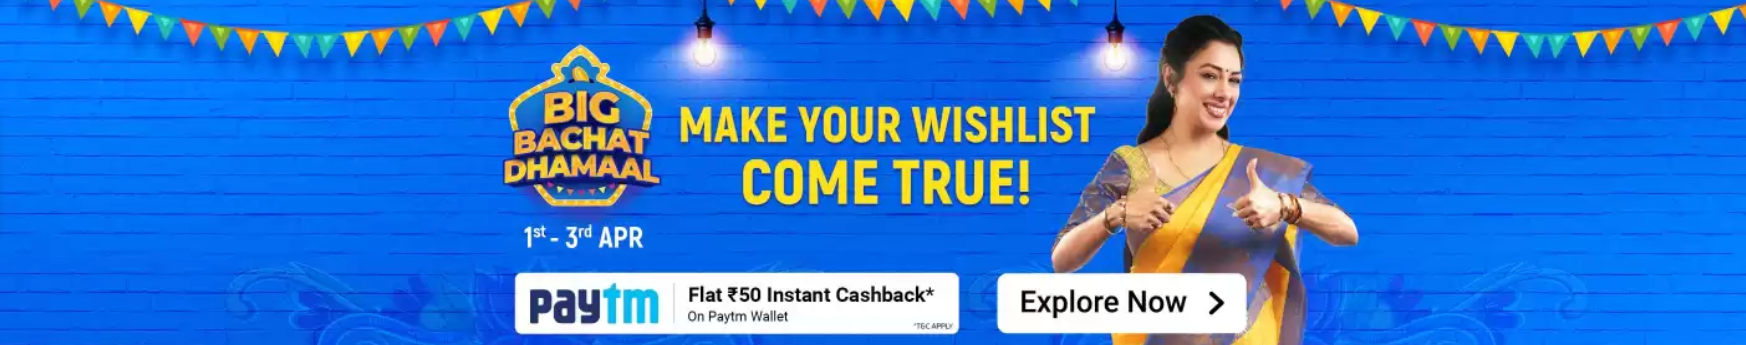 BIG
BACHAT
DHAMAAL
1st - 3rd APR
MAKE YOUR WISHLIST
COME TRUE!
paytm
Flat ₹50 Instant Cashback*
On Paytm Wallet
*T&C APPLY
Explore Now